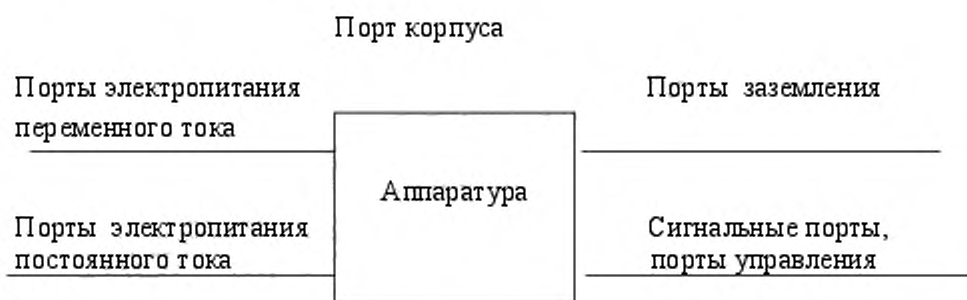 Порт корпуса
Порты электропитания
переменного тока
Порты заземления
Аппаратура
Порты электропитания
постоянного тока
Сигнальные порты,
порты управления